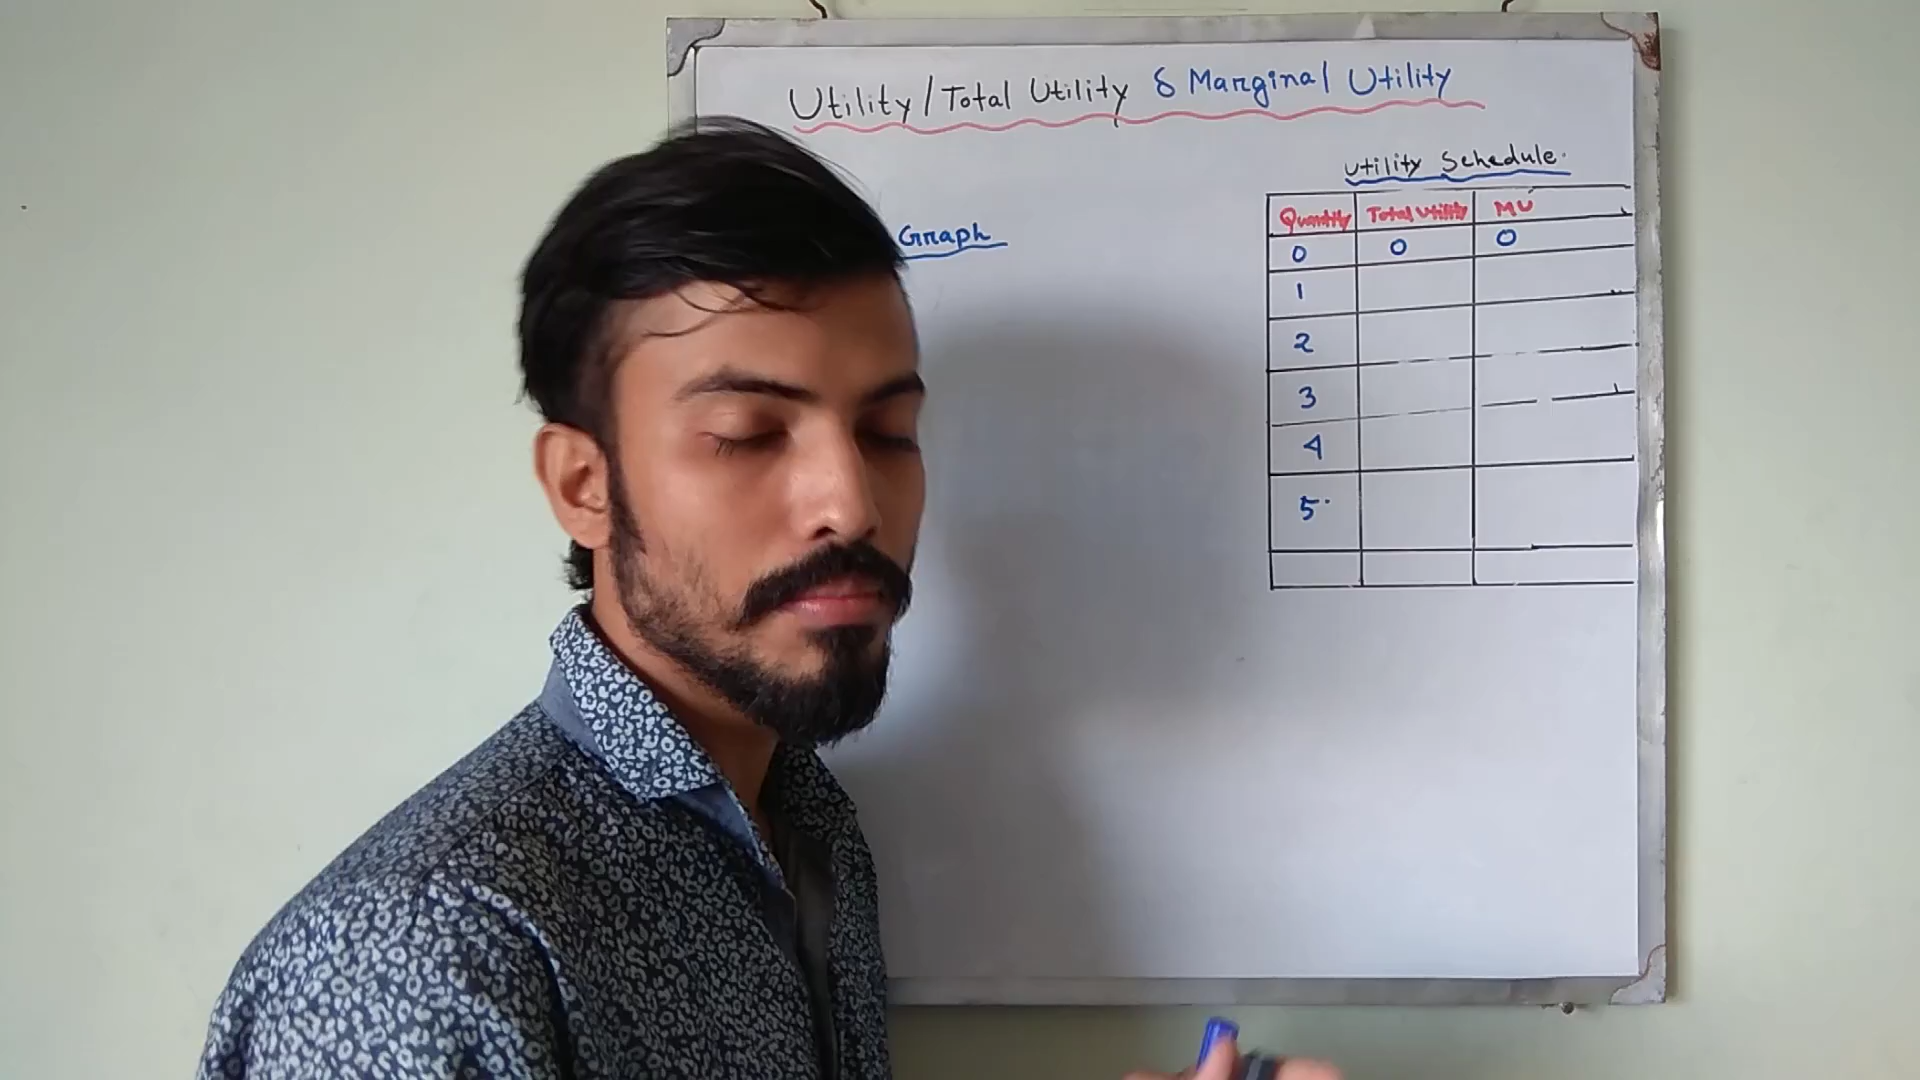 Utility/Total Utility & Marginal Utility
Utility Schedule
Graph
Quantity Total Utility MU
0 0 0
1
2
3
4
5